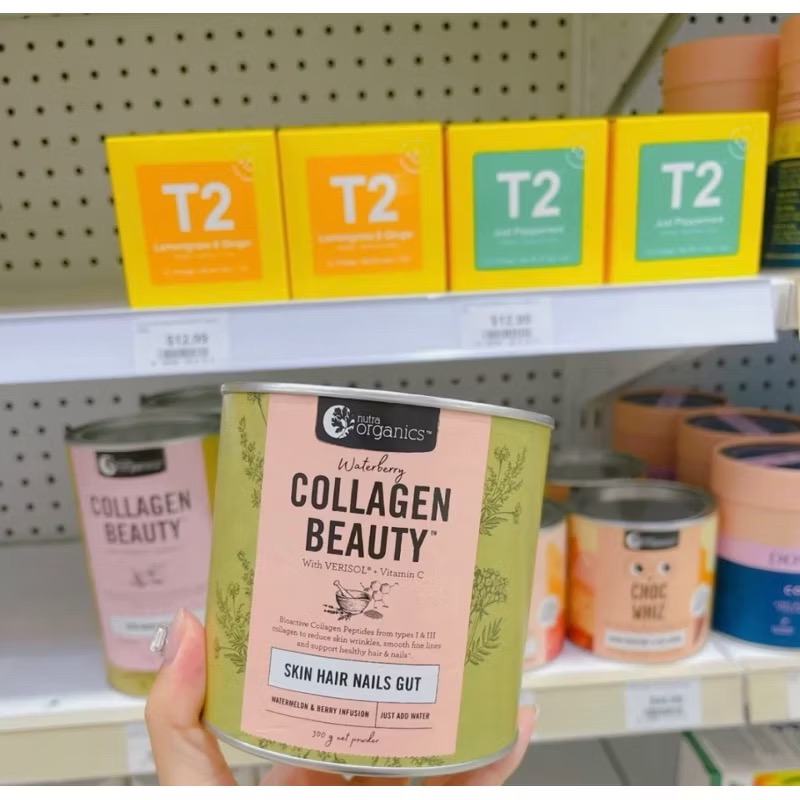 T2
Lemongrass & Ginger
T2
Lemongrass & Ginger
T2
Just Peppermint
T2
Just Peppermint
$12.99
$12.99
nutra
organics™
Waterberry
COLLAGEN
BEAUTY™
With VERISOL® + Vitamin C
Bioactive Collagen Peptides from types I & III
collagen to reduce skin wrinkles, smooth fine lines
and support healthy hair & nails*.
SKIN HAIR NAILS GUT
WATERMELON & BERRY INFUSION
JUST ADD WATER
300 g net powder
COLLAGEN
BEAUTY
CHOC
WHIZ